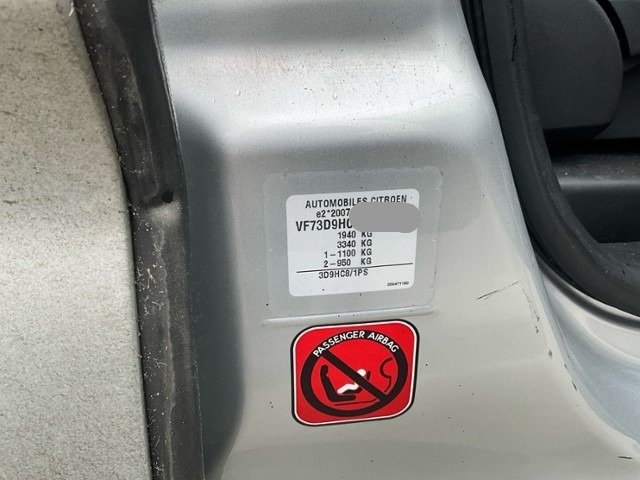 AUTOMOBILES CITROEN
e2*2007
VF73D9HC
1940 KG
3340 KG
1-1100 KG
2-950 KG
3D9HC8/1PS
PASSENGER AIRBAG